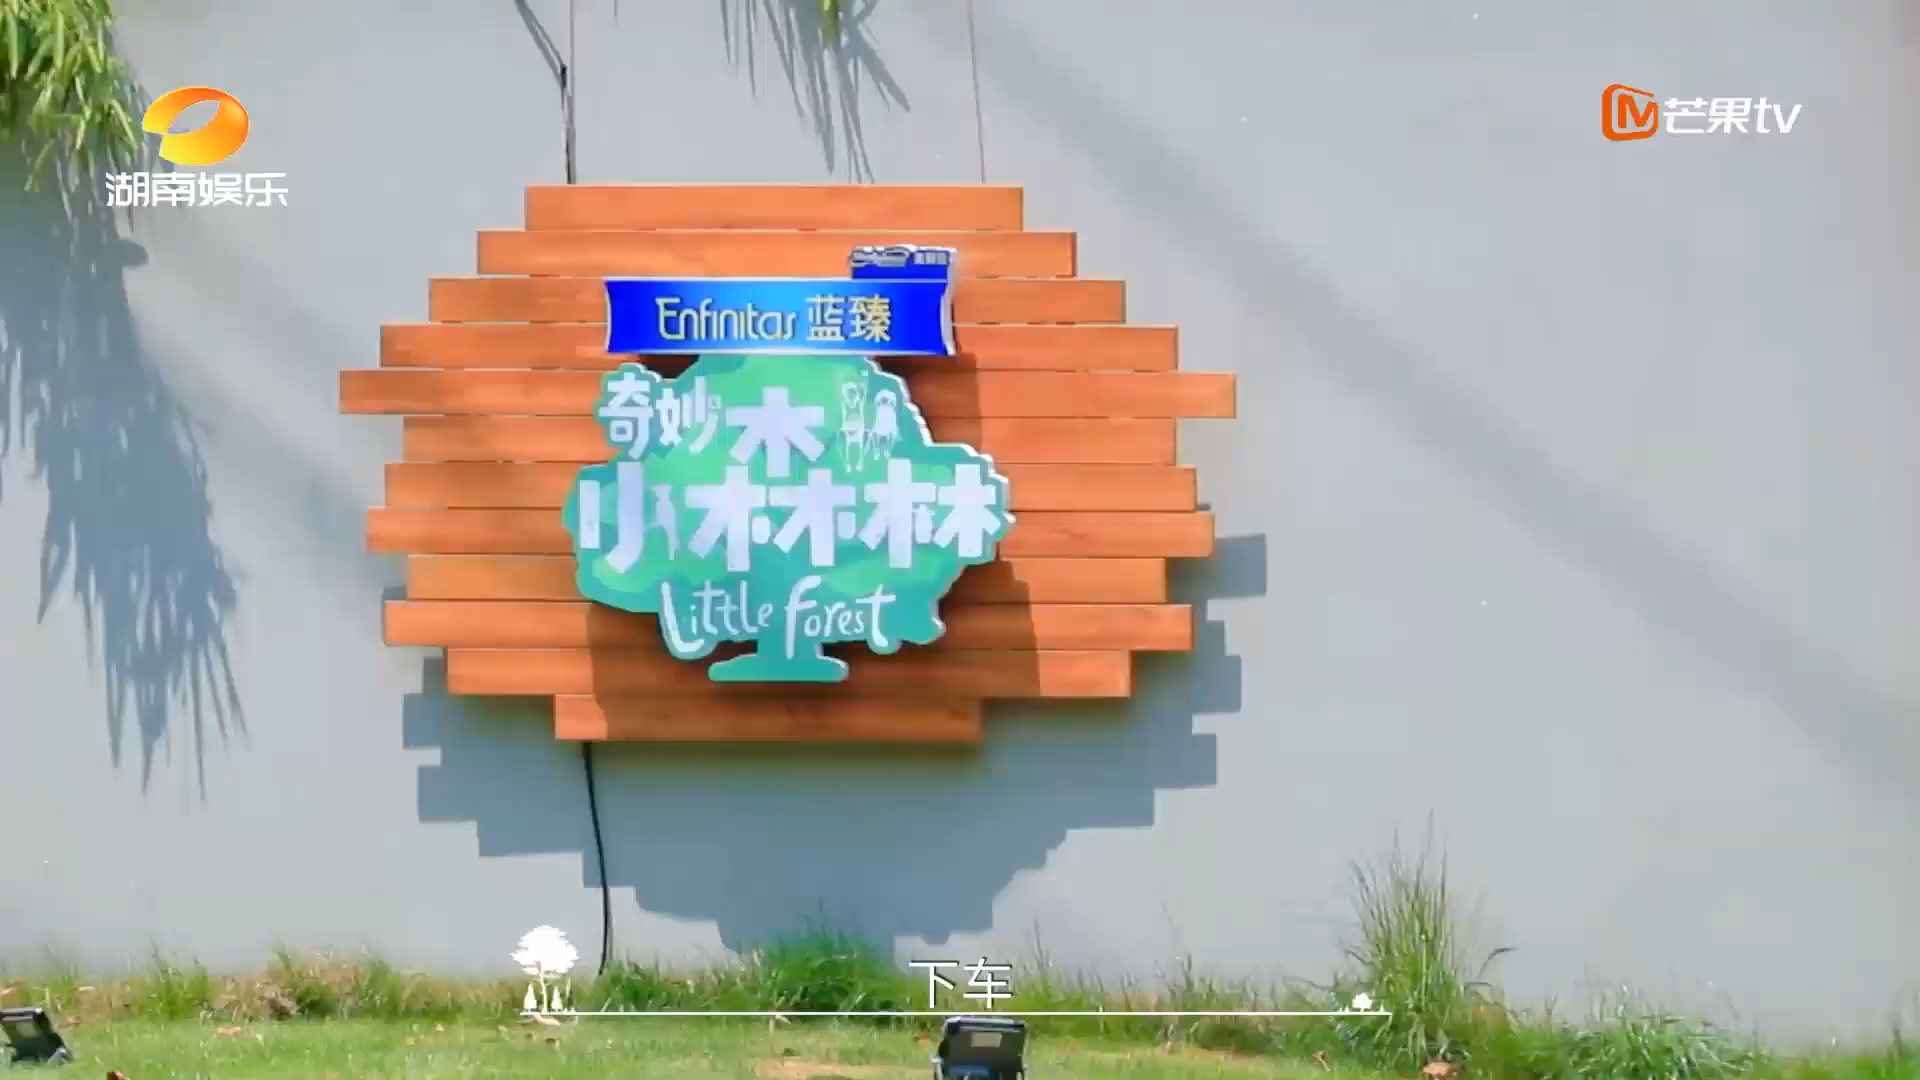 湖南娱乐
芒果tv
Enfinitas 蓝臻
奇妙小森林
Little Forest
下车